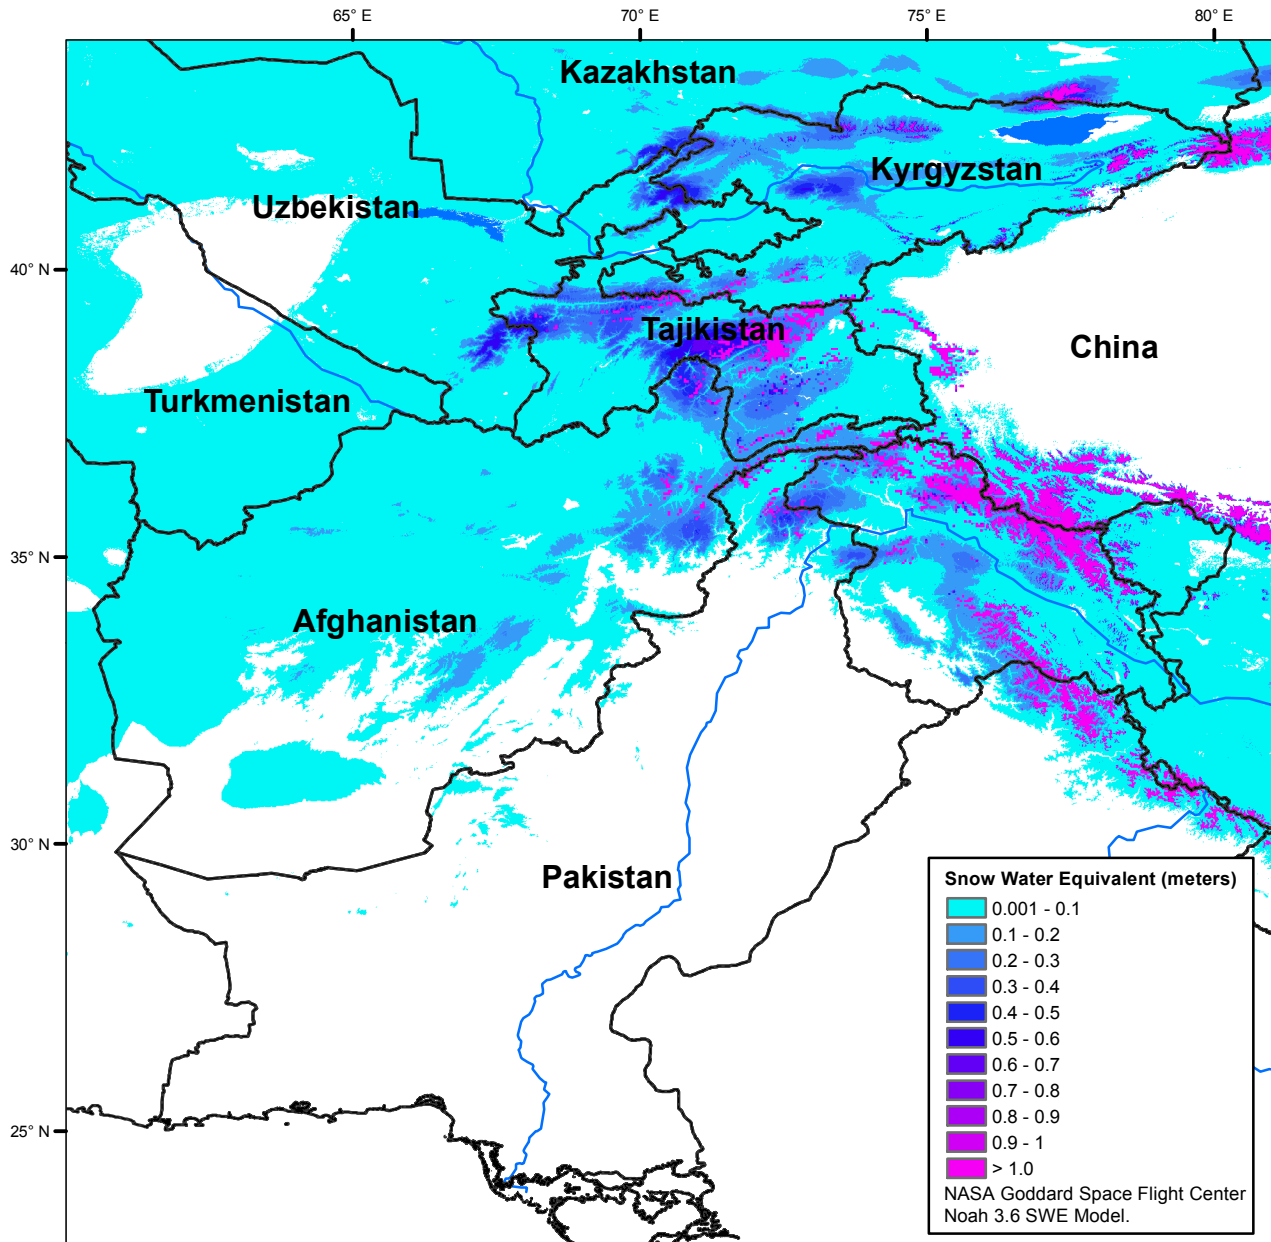 65° E
70° E
75° E
80° E
Kazakhstan
Kyrgyzstan
Uzbekistan
40° N
Tajikistan
China
Turkmenistan
35° N
Afghanistan
30° N
Pakistan
25° N
Snow Water Equivalent (meters)
0.001 - 0.1
0.1 - 0.2
0.2 - 0.3
0.3 - 0.4
0.4 - 0.5
0.5 - 0.6
0.6 - 0.7
0.7 - 0.8
0.8 - 0.9
0.9 - 1
> 1.0
NASA Goddard Space Flight Center
Noah 3.6 SWE Model.